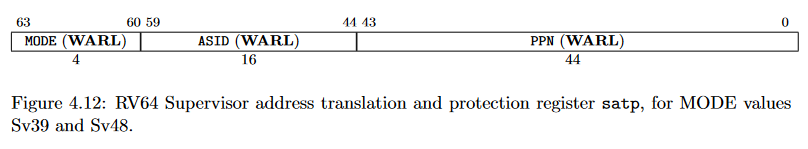 63 60 59 44 43 0
MODE (WARL) ASID (WARL) PPN (WARL)
4 16 44
Figure 4.12: RV64 Supervisor address translation and protection register satp, for MODE values
Sv39 and Sv48.